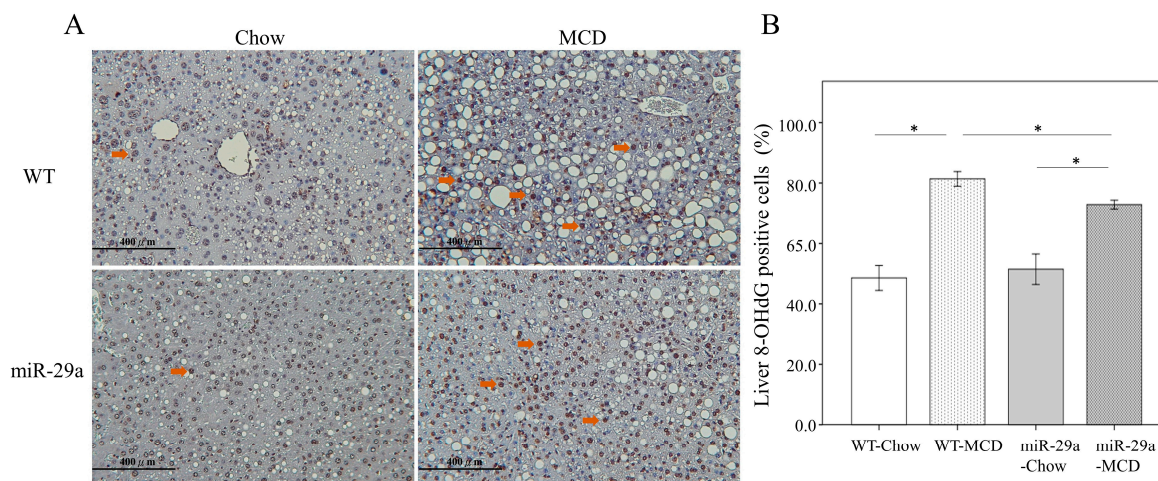 A
Chow
MCD
WT
400 μm
400 μm
miR-29a
400 μm
400 μm
B
Liver 8-OHdG positive cells (%)
100.0
80.0
65.0
40.0
20.0
0.0
*
*
*
WT-Chow
WT-MCD
miR-29a
-Chow
miR-29a
-MCD